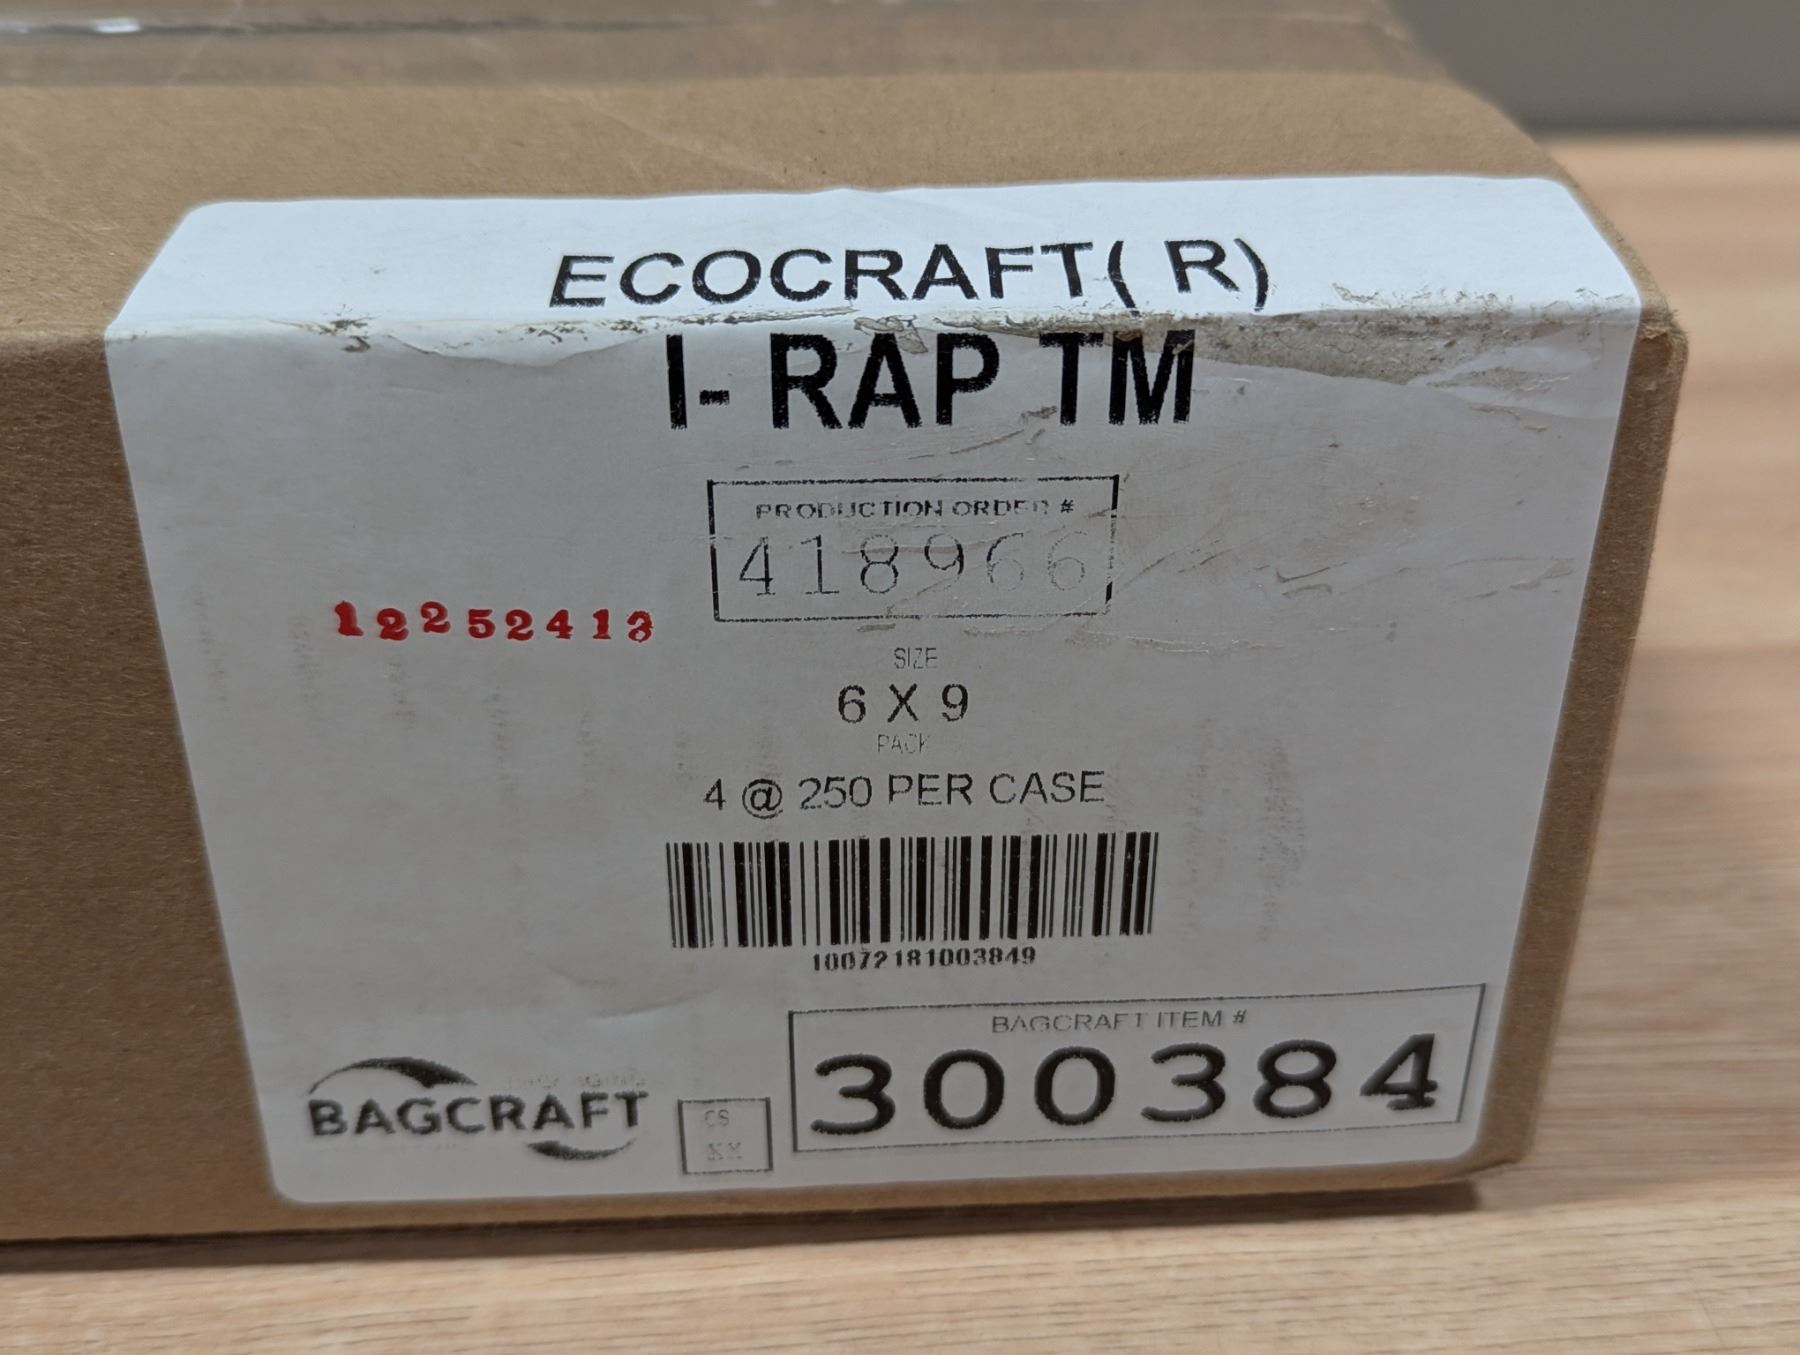 ECOCRAFT( R)
I- RAP TM
PRODUCTION ORDER #
418966
12252413
SIZE
6 X 9
PACK
4 @ 250 PER CASE
10072181003849
BAGCRAFT ITEM #
300384
BAGCRAFT
CS